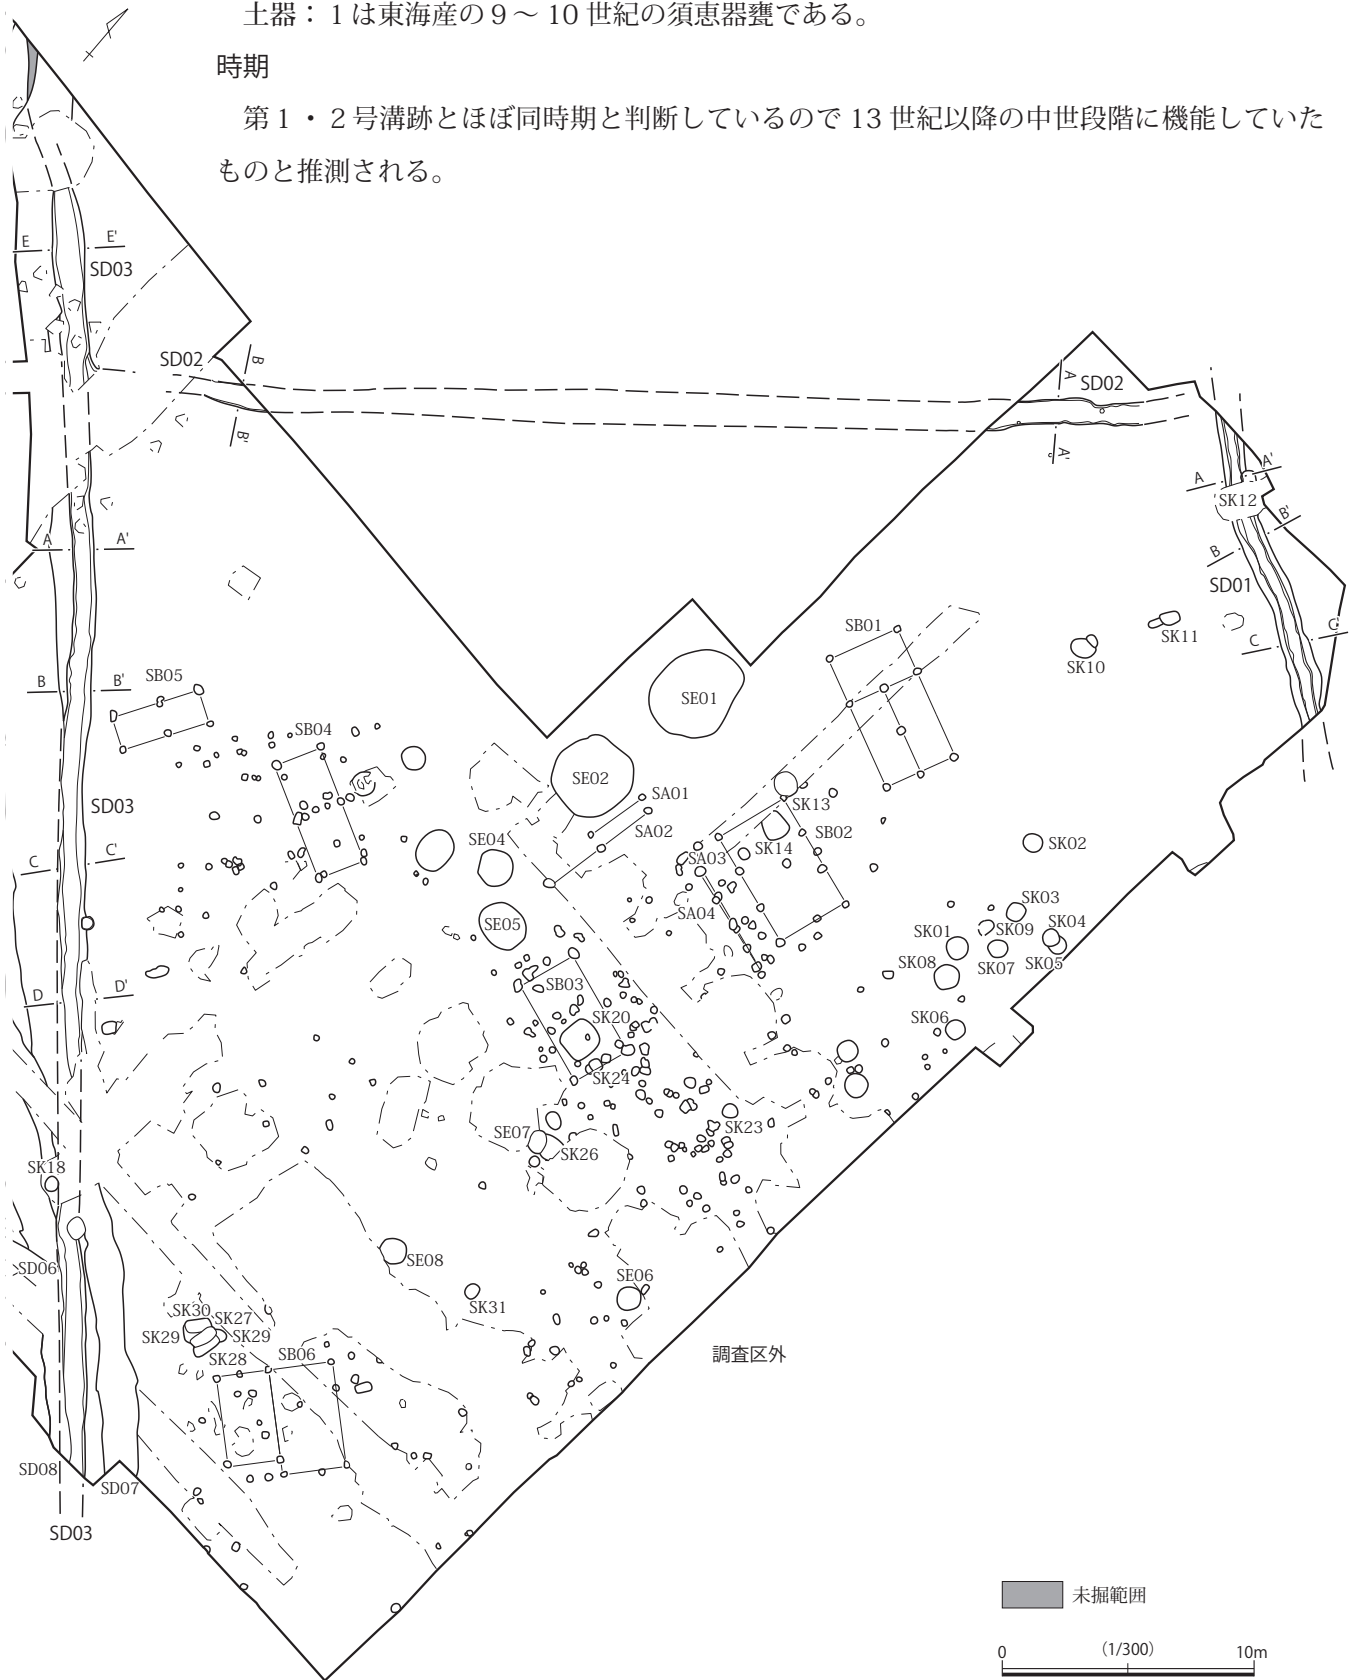 土器：１は東海産の９～ 10 世紀の須恵器甕である。
時期
第１・２号溝跡とほぼ同時期と判断しているので 13 世紀以降の中世段階に機能していた
ものと推測される。
E
E'
SD03
SD02
B
B'
A
SD02
A'
A
A'
SK12
B'
B
SD01
C
C'
A
A'
B
B'
SB05
SB04
SD03
C
C'
SE01
SE02
SA01
SA02
SE04
SE05
SB01
SK10
SK11
SK13
SB02
SK14
SA03
SA04
SK02
SK03
SK09
SK04
SK01
SK07
SK05
SK08
SK06
D
D'
SB03
SK20
SK24
SE07
SK26
SK23
SK18
SD06
SE08
SK31
SE06
SK30
SK27
SK29
SK29
SK28
SB06
調査区外
SD08
SD07
SD03
未掘範囲
0
(1/300)
10m